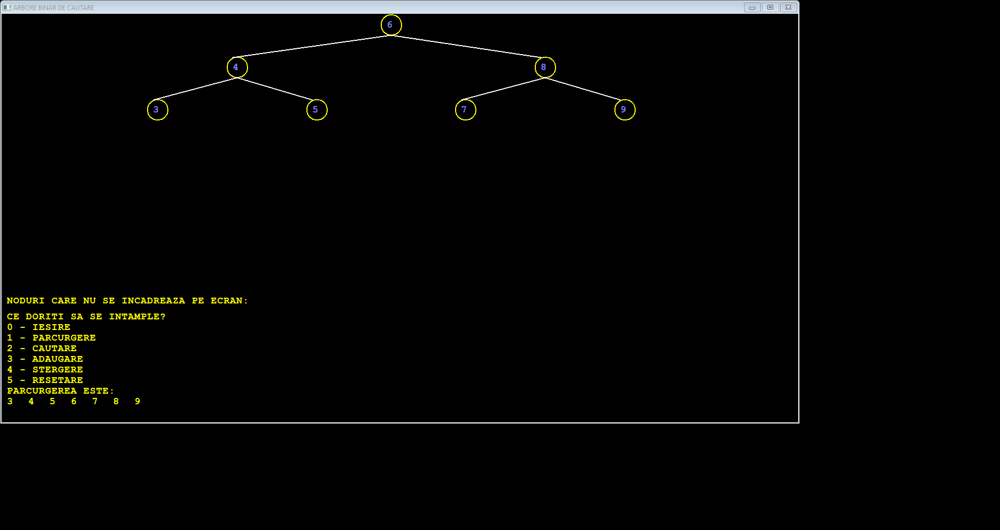 ARBORE BINAR DE CAUTARE
6
4 8
3 5 7 9
NODURI CARE NU SE INCADREAZA PE ECRAN:
CE DORITI SA SE INTAMPLE?
0 - IESIRE
1 - PARCURGERE
2 - CAUTARE
3 - ADAUGARE
4 - STERGERE
5 - RESETARE
PARCURGEREA ESTE:
3 4 5 6 7 8 9